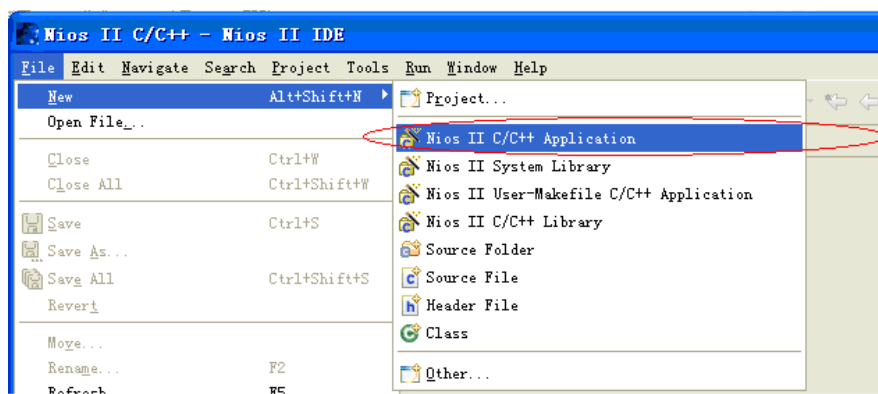 Nios II C/C++ - Nios II IDE
File Edit Navigate Search Project Tools Run Window Help
New Alt+Shift+N
Open File...
Close Ctrl+W
Close All Ctrl+Shift+W
Save Ctrl+S
Save As...
Save All Ctrl+Shift+S
Revert
Move...
Rename... F2
Refresh F5
Project...
Nios II C/C++ Application
Nios II System Library
Nios II User-Makefile C/C++ Application
Nios II C/C++ Library
Source Folder
Source File
Header File
Class
Other...